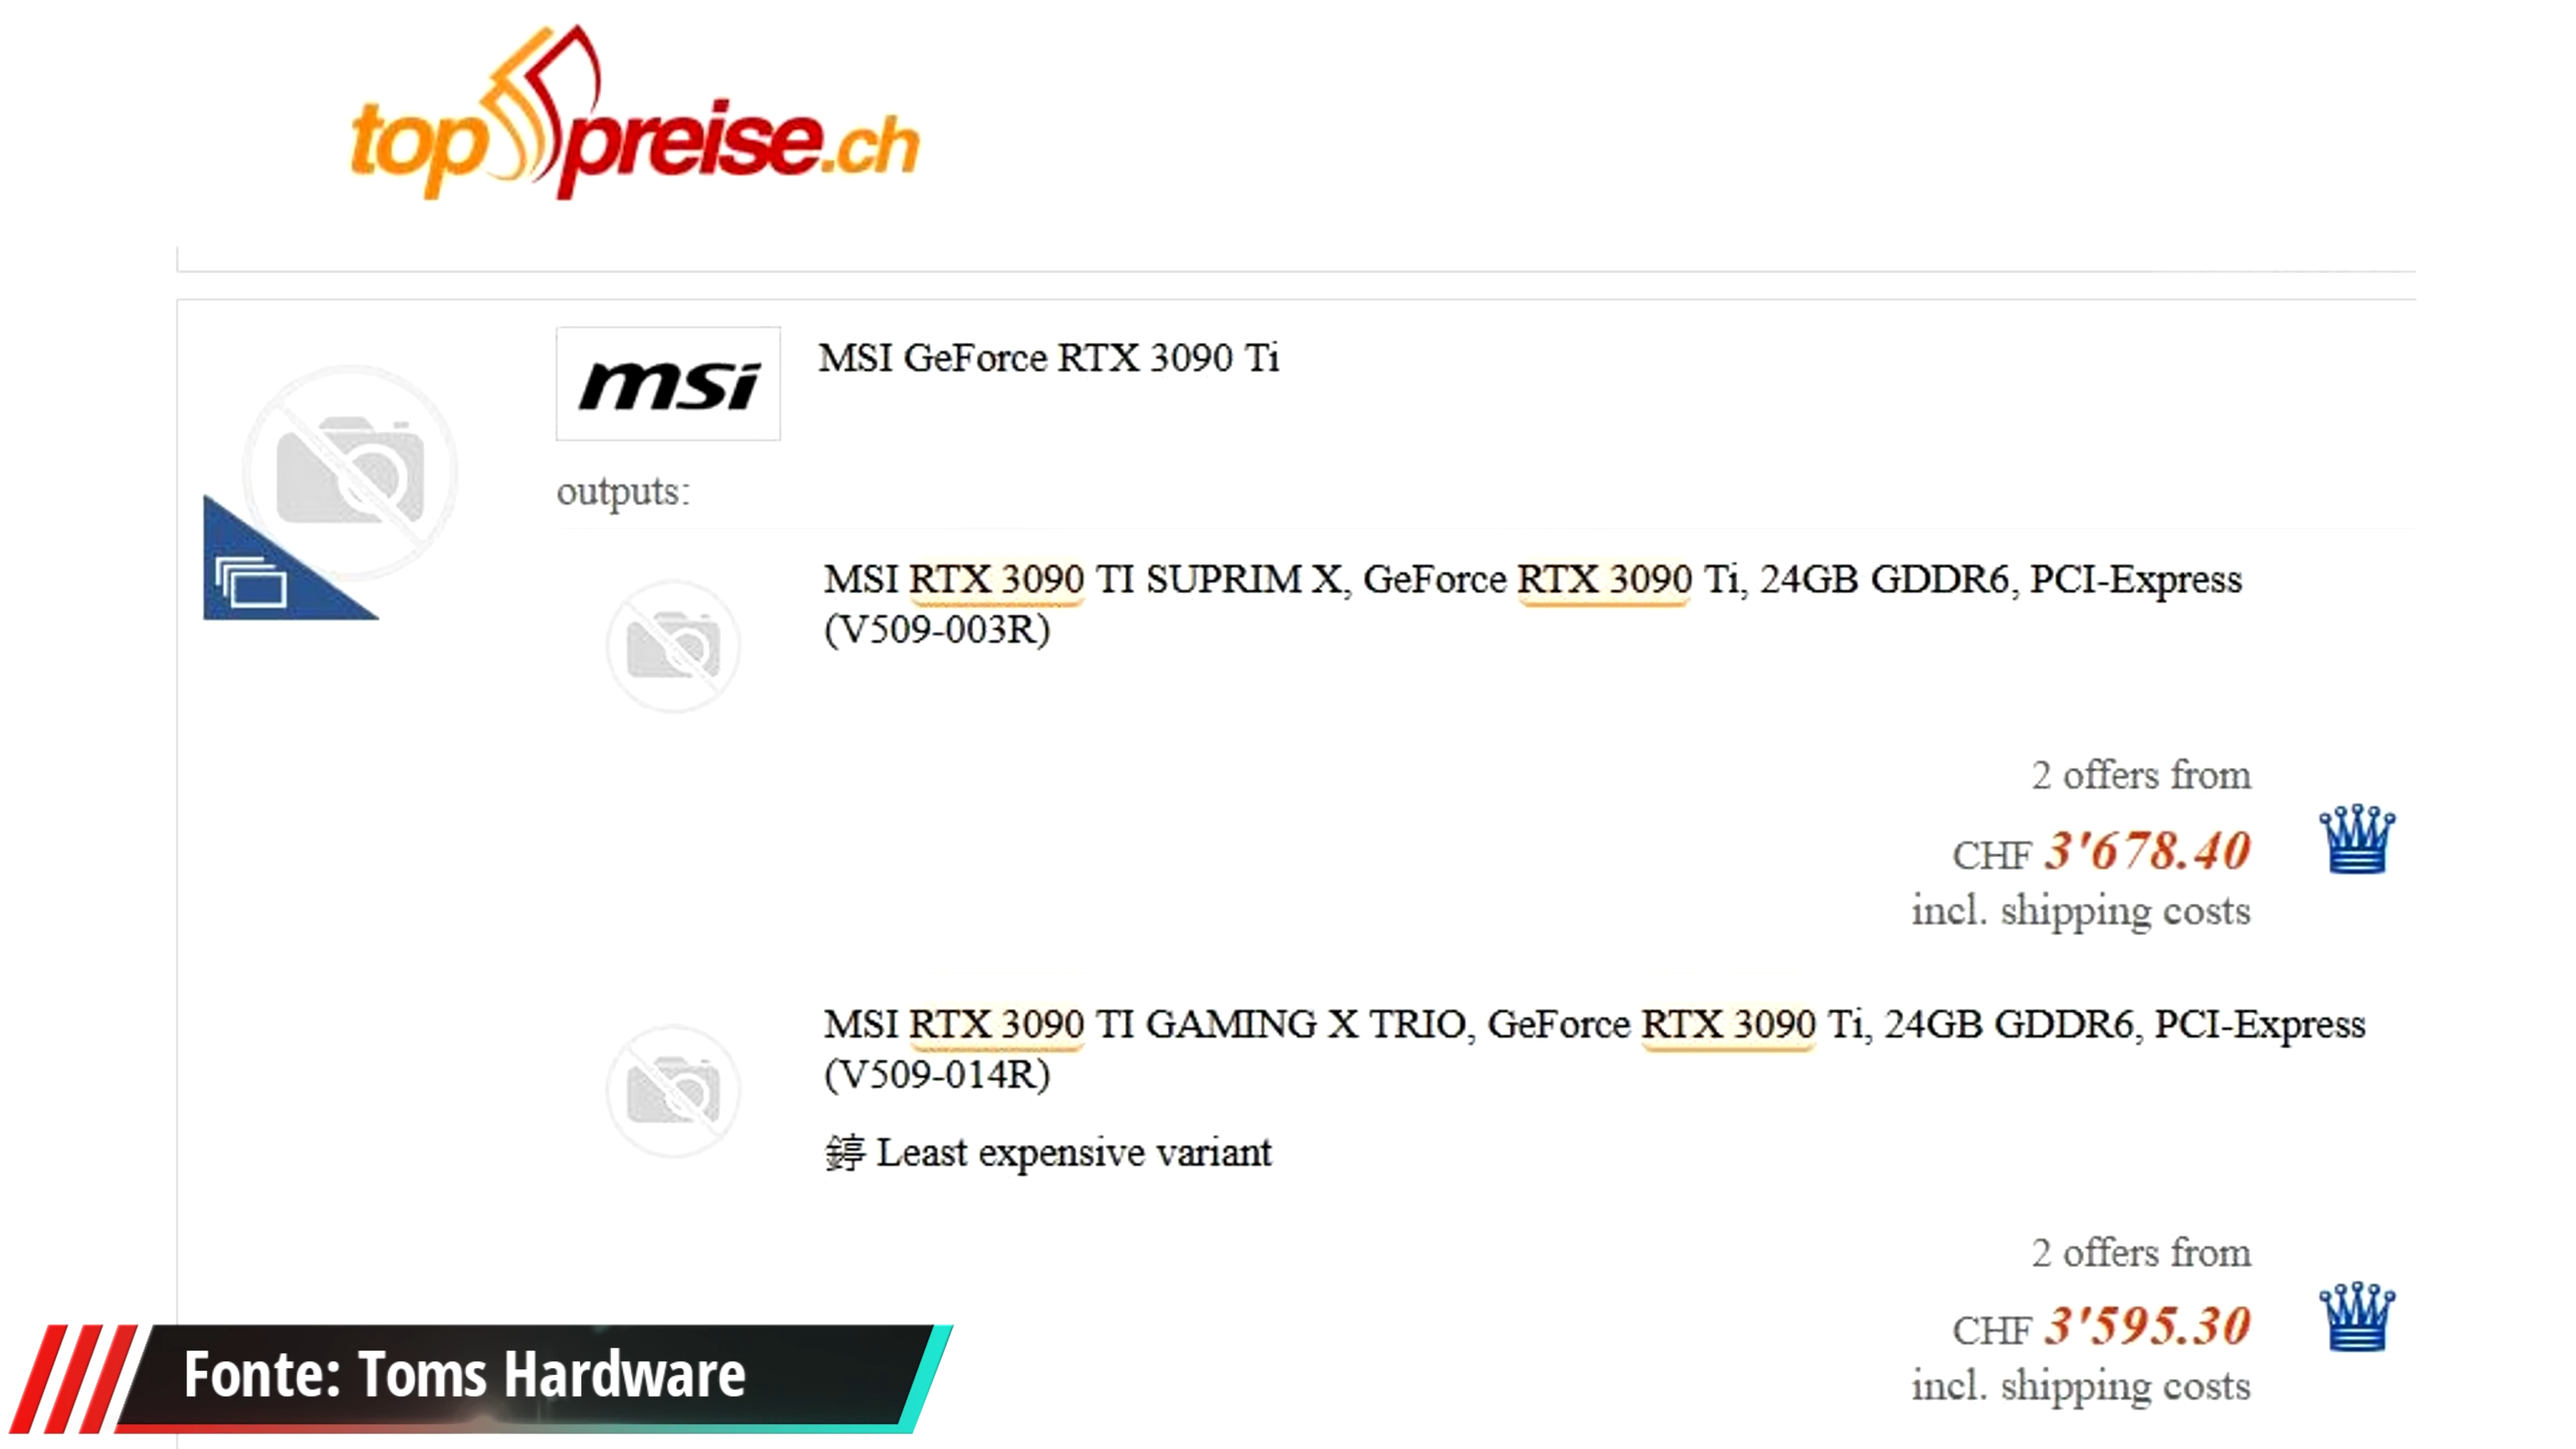 toppreise.ch
msi
MSI GeForce RTX 3090 Ti
outputs:
MSI RTX 3090 TI SUPRIM X, GeForce RTX 3090 Ti, 24GB GDDR6, PCI-Express
(V509-003R)
2 offers from
CHF 3'678.40
incl. shipping costs
MSI RTX 3090 TI GAMING X TRIO, GeForce RTX 3090 Ti, 24GB GDDR6, PCI-Express
(V509-014R)
Least expensive variant
2 offers from
CHF 3'595.30
incl. shipping costs
Fonte: Toms Hardware